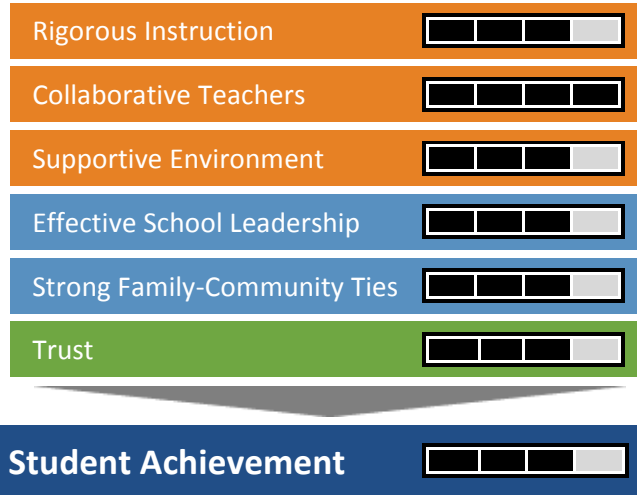 Rigorous Instruction
Collaborative Teachers
Supportive Environment
Effective School Leadership
Strong Family-Community Ties
Trust
Student Achievement